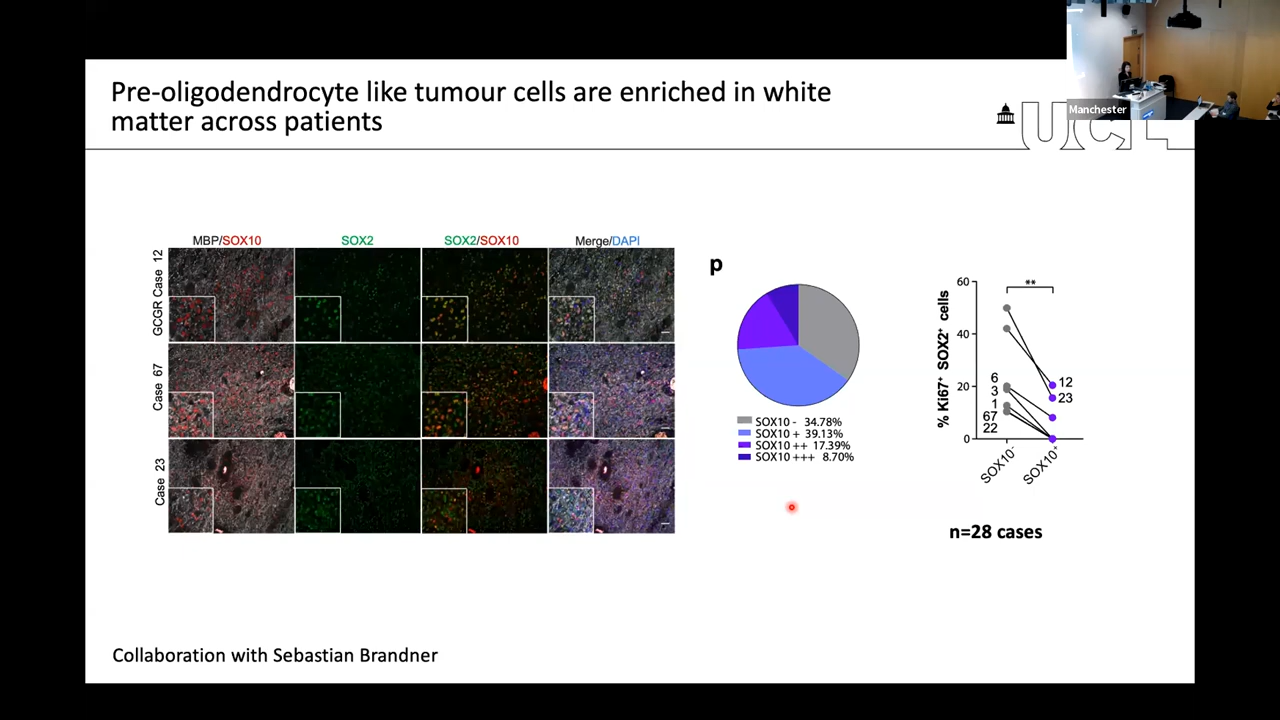 Manchester
Pre-oligodendrocyte like tumour cells are enriched in white
matter across patients
UCL
MBP/SOX10
SOX2
SOX2/SOX10
Merge/DAPI
GCGR Case 12
Case 67
Case 23
p
SOX10 - 34.78%
SOX10 + 39.13%
SOX10 ++ 17.39%
SOX10 +++ 8.70%
% Ki67⁺ SOX2⁺ cells
60
40
20
0
**
6
3
1
67
22
12
23
SOX10⁻
SOX10⁺
n=28 cases
Collaboration with Sebastian Brandner